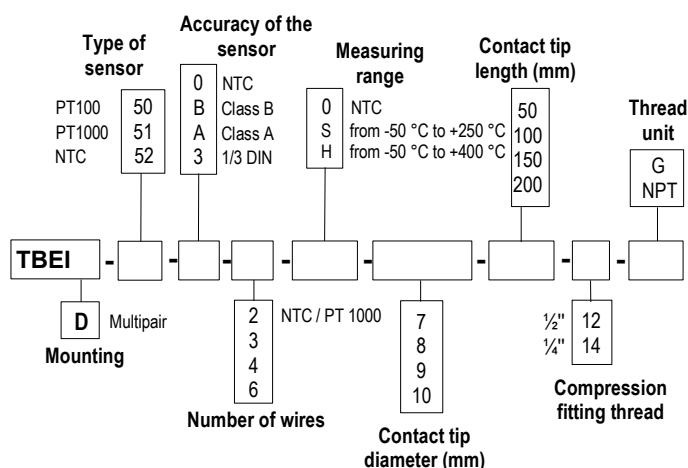 Type of
sensor
PT100 50
PT1000 51
NTC 52
Accuracy of the
sensor
0 NTC
B Class B
A Class A
3 1/3 DIN
Measuring
range
0 NTC
S from -50 °C to +250 °C
H from -50 °C to +400 °C
Contact tip
length (mm)
50
100
150
200
Thread
unit
G
NPT
TBEI - - - - - - - -
D Multipair
Mounting
2 NTC / PT 1000
3
4
6
Number of wires
7
8
9
10
Contact tip
diameter (mm)
½" 12
¼" 14
Compression
fitting thread